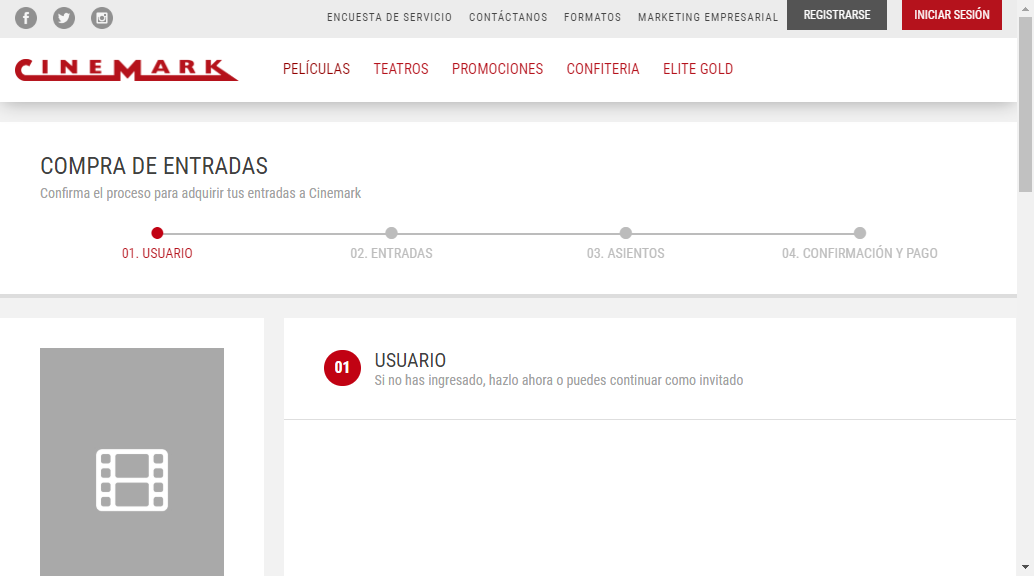 ENCUESTA DE SERVICIO CONTÁCTANOS FORMATOS MARKETING EMPRESARIAL REGISTRARSE INICIAR SESIÓN
CINEMARK PELÍCULAS TEATROS PROMOCIONES CONFITERIA ELITE GOLD
COMPRA DE ENTRADAS
Confirma el proceso para adquirir tus entradas a Cinemark
01. USUARIO 02. ENTRADAS 03. ASIENTOS 04. CONFIRMACIÓN Y PAGO
01 USUARIO
Si no has ingresado, hazlo ahora o puedes continuar como invitado